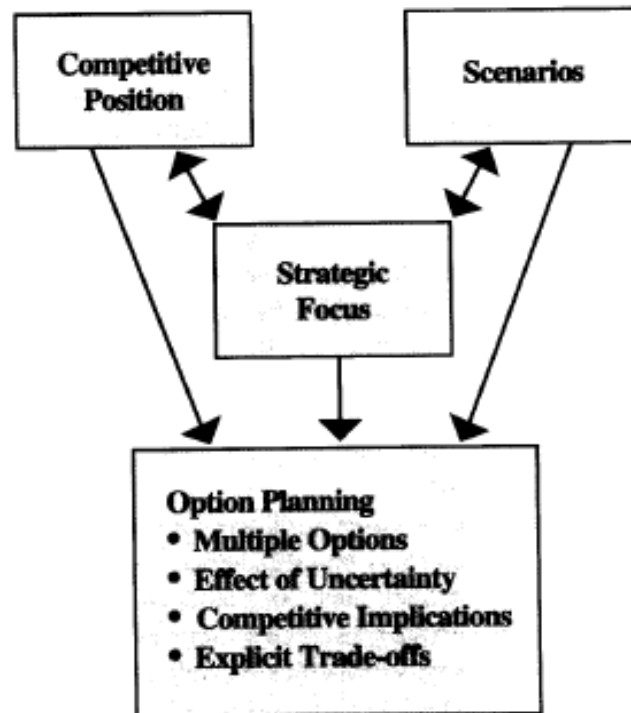 Competitive
Position
Scenarios
Strategic
Focus
Option Planning
• Multiple Options
• Effect of Uncertainty
• Competitive Implications
• Explicit Trade-offs